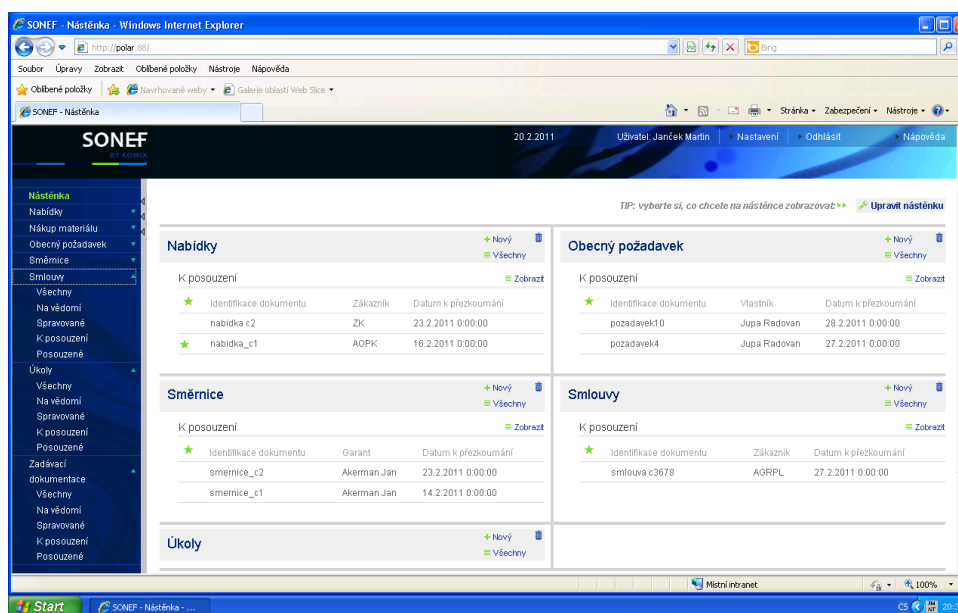 SONEF - Nástěnka - Windows Internet Explorer
http://polar:88/
Bing
Soubor Úpravy Zobrazit Oblíbené položky Nástroje Nápověda
Oblíbené položky Navrhované weby Galerie oblastí Web Slice
SONEF - Nástěnka Stránka Zabezpečení Nástroje
SONEF
BY KOMIX
20.2.2011 Uživatel: Janček Martin Nastavení Odhlásit Nápověda
TIP: vyberte si, co chcete na nástěnce zobrazovat Upravit nástěnku
Nástěnka
Nabídky
Nákup materiálu
Obecný požadavek
Směrnice
Smlouvy
Všechny
Na vědomí
Spravované
K posouzení
Posouzené
Úkoly
Všechny
Na vědomí
Spravované
K posouzení
Posouzené
Zadávací
dokumentace
Všechny
Na vědomí
Spravované
K posouzení
Posouzené
Nabídky
Nový
Všechny
K posouzení Zobrazit
Identifikace dokumentu Zákazník Datum k přezkoumání
nabidka c2 ZK 23.2.2011 0:00:00
nabidka_c1 AOPK 16.2.2011 0:00:00
Obecný požadavek
Nový
Všechny
K posouzení Zobrazit
Identifikace dokumentu Vlastník Datum k přezkoumání
pozadavek10 Jupa Radovan 28.2.2011 0:00:00
pozadavek4 Jupa Radovan 27.2.2011 0:00:00
Směrnice
Nový
Všechny
K posouzení Zobrazit
Identifikace dokumentu Garant Datum k přezkoumání
smernice_c2 Akerman Jan 23.2.2011 0:00:00
smernice_c1 Akerman Jan 14.2.2011 0:00:00
Smlouvy
Nový
Všechny
K posouzení Zobrazit
Identifikace dokumentu Zákazník Datum k přezkoumání
smlouva c3678 AGRPL 27.2.2011 0:00:00
Úkoly
Nový
Všechny
Místní intranet 100%
Start SONEF - Nástěnka - ... CS